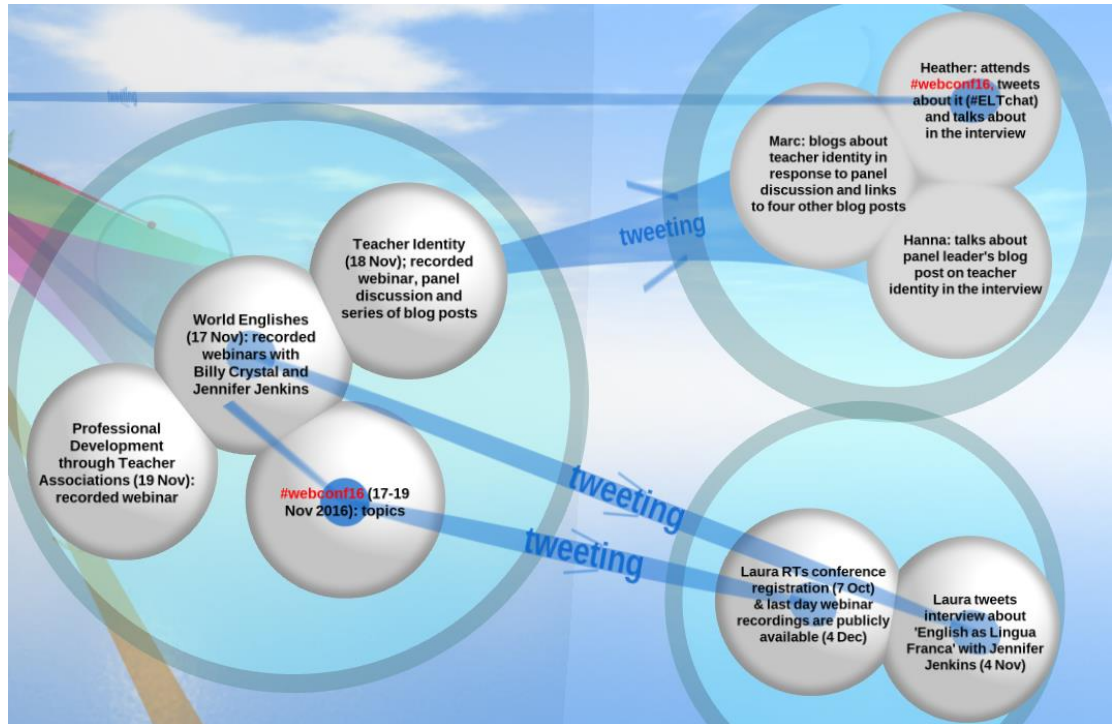 tweeting
Heather: attends
#webconf16, tweets
about it (#ELTchat)
and talks about
in the interview
Marc: blogs about
teacher identity in
response to panel
discussion and links
to four other blog posts
tweeting
Hanna: talks about
panel leader's blog
post on teacher
identity in the interview
Teacher Identity
(18 Nov); recorded
webinar, panel
discussion and
series of blog posts
World Englishes
(17 Nov): recorded
webinars with
Billy Crystal and
Jennifer Jenkins
Professional
Development
through Teacher
Associations (19 Nov):
recorded webinar
#webconf16 (17-19
Nov 2016): topics
tweeting
tweeting
Laura RTs conference
registration (7 Oct)
& last day webinar
recordings are publicly
available (4 Dec)
Laura tweets
interview about
'English as Lingua
Franca' with Jennifer
Jenkins (4 Nov)